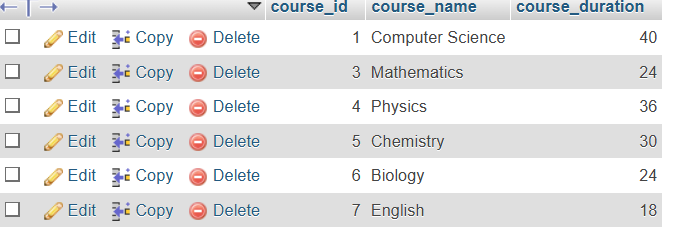 course_id course_name course_duration
Edit Copy Delete 1 Computer Science 40
Edit Copy Delete 3 Mathematics 24
Edit Copy Delete 4 Physics 36
Edit Copy Delete 5 Chemistry 30
Edit Copy Delete 6 Biology 24
Edit Copy Delete 7 English 18